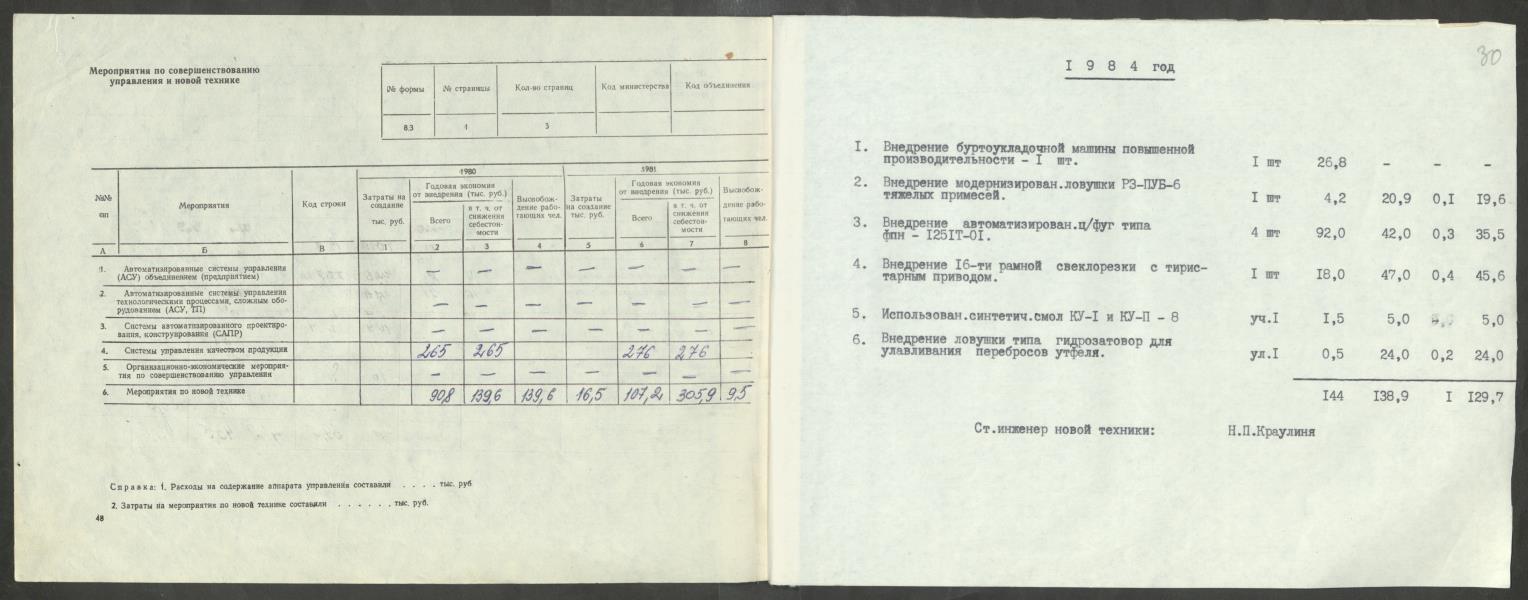 Мероприятия по совершенствованию
управления и новой технике
№ формы № страницы Кол-во страниц Код министерства Код объединения
8.3 1 3
№№ пп Мероприятия Код строки 1980 1981
Затраты на создание тыс. руб. Годовая экономия от внедрения (тыс. руб.) Высвобождение работающих чел. Затраты на создание тыс. руб. Годовая экономия от внедрения (тыс. руб.) Высвобождение работающих чел.
Всего в т. ч. от снижения себестоимости Всего в т. ч. от снижения себестоимости
А Б В 1 2 3 4 5 6 7 8
1. Автоматизированные системы управления
(АСУ) объединением (предприятием) — — — — — — —
2. Автоматизированные системы управления
технологическими процессами, сложным обо-
рудованием (АСУ, ТП) — — — — — — —
3. Системы автоматизированного проектиро-
вания, конструирования (САПР) — — — — — — —
4. Системы управления качеством продукции 265 265 276 276
5. Организационно-экономические мероприя-
тия по совершенствованию управления — — — — — — —
6. Мероприятия по новой технике 90,8 139,6 139,6 16,5 107,2 305,9 9,5
Справка: 1. Расходы на содержание аппарата управления составили . . . . тыс. руб
2. Затраты на мероприятия по новой технике составили . . . . . . тыс. руб.
48
30
I 9 8 4 год
I. Внедрение буртоукладочной машины повышенной
производительности - I шт. I шт 26,8 - - -
2. Внедрение модернизирован.ловушки РЗ-ПУБ-6
тяжелых примесей. I шт 4,2 20,9 0,I I9,6
3. Внедрение автоматизирован.ц/фуг типа
фпн - I25IТ-0I. 4 шт 92,0 42,0 0,3 35,5
4. Внедрение I6-ти рамной свеклорезки с тирис-
тарным приводом. I шт I8,0 47,0 0,4 45,6
5. Использован.синтетич.смол КУ-I и КУ-П - 8 уч.I I,5 5,0 5,0
6. Внедрение ловушки типа гидрозатовор для
улавливания перебросов утфеля. ул.I 0,5 24,0 0,2 24,0
I44 I38,9 I I29,7
Ст.инженер новой техники: Н.П.Краулиня